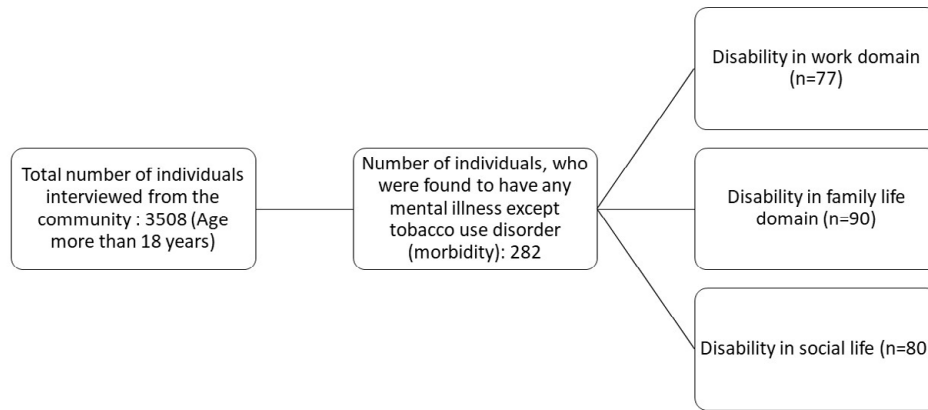 Total number of individuals
interviewed from the
community : 3508 (Age
more than 18 years)
Number of individuals, who
were found to have any
mental illness except
tobacco use disorder
(morbidity): 282
Disability in work domain
(n=77)
Disability in family life
domain (n=90)
Disability in social life (n=80